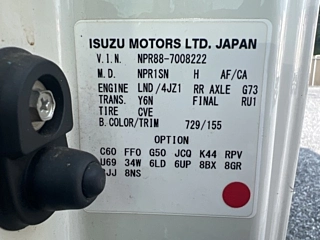 ISUZU MOTORS LTD. JAPAN
V.I.N. NPR88-7008222
M.D. NPR1SN H AF/CA
ENGINE LND/4JZ1 RR AXLE G73
TRANS. Y6N FINAL RU1
TIRE CVE
B.COLOR/TRIM 729/155
OPTION
C60 FFO G50 JCQ K44 RPV
U69 34W 6LD 6UP 8BX 8GR
8NS